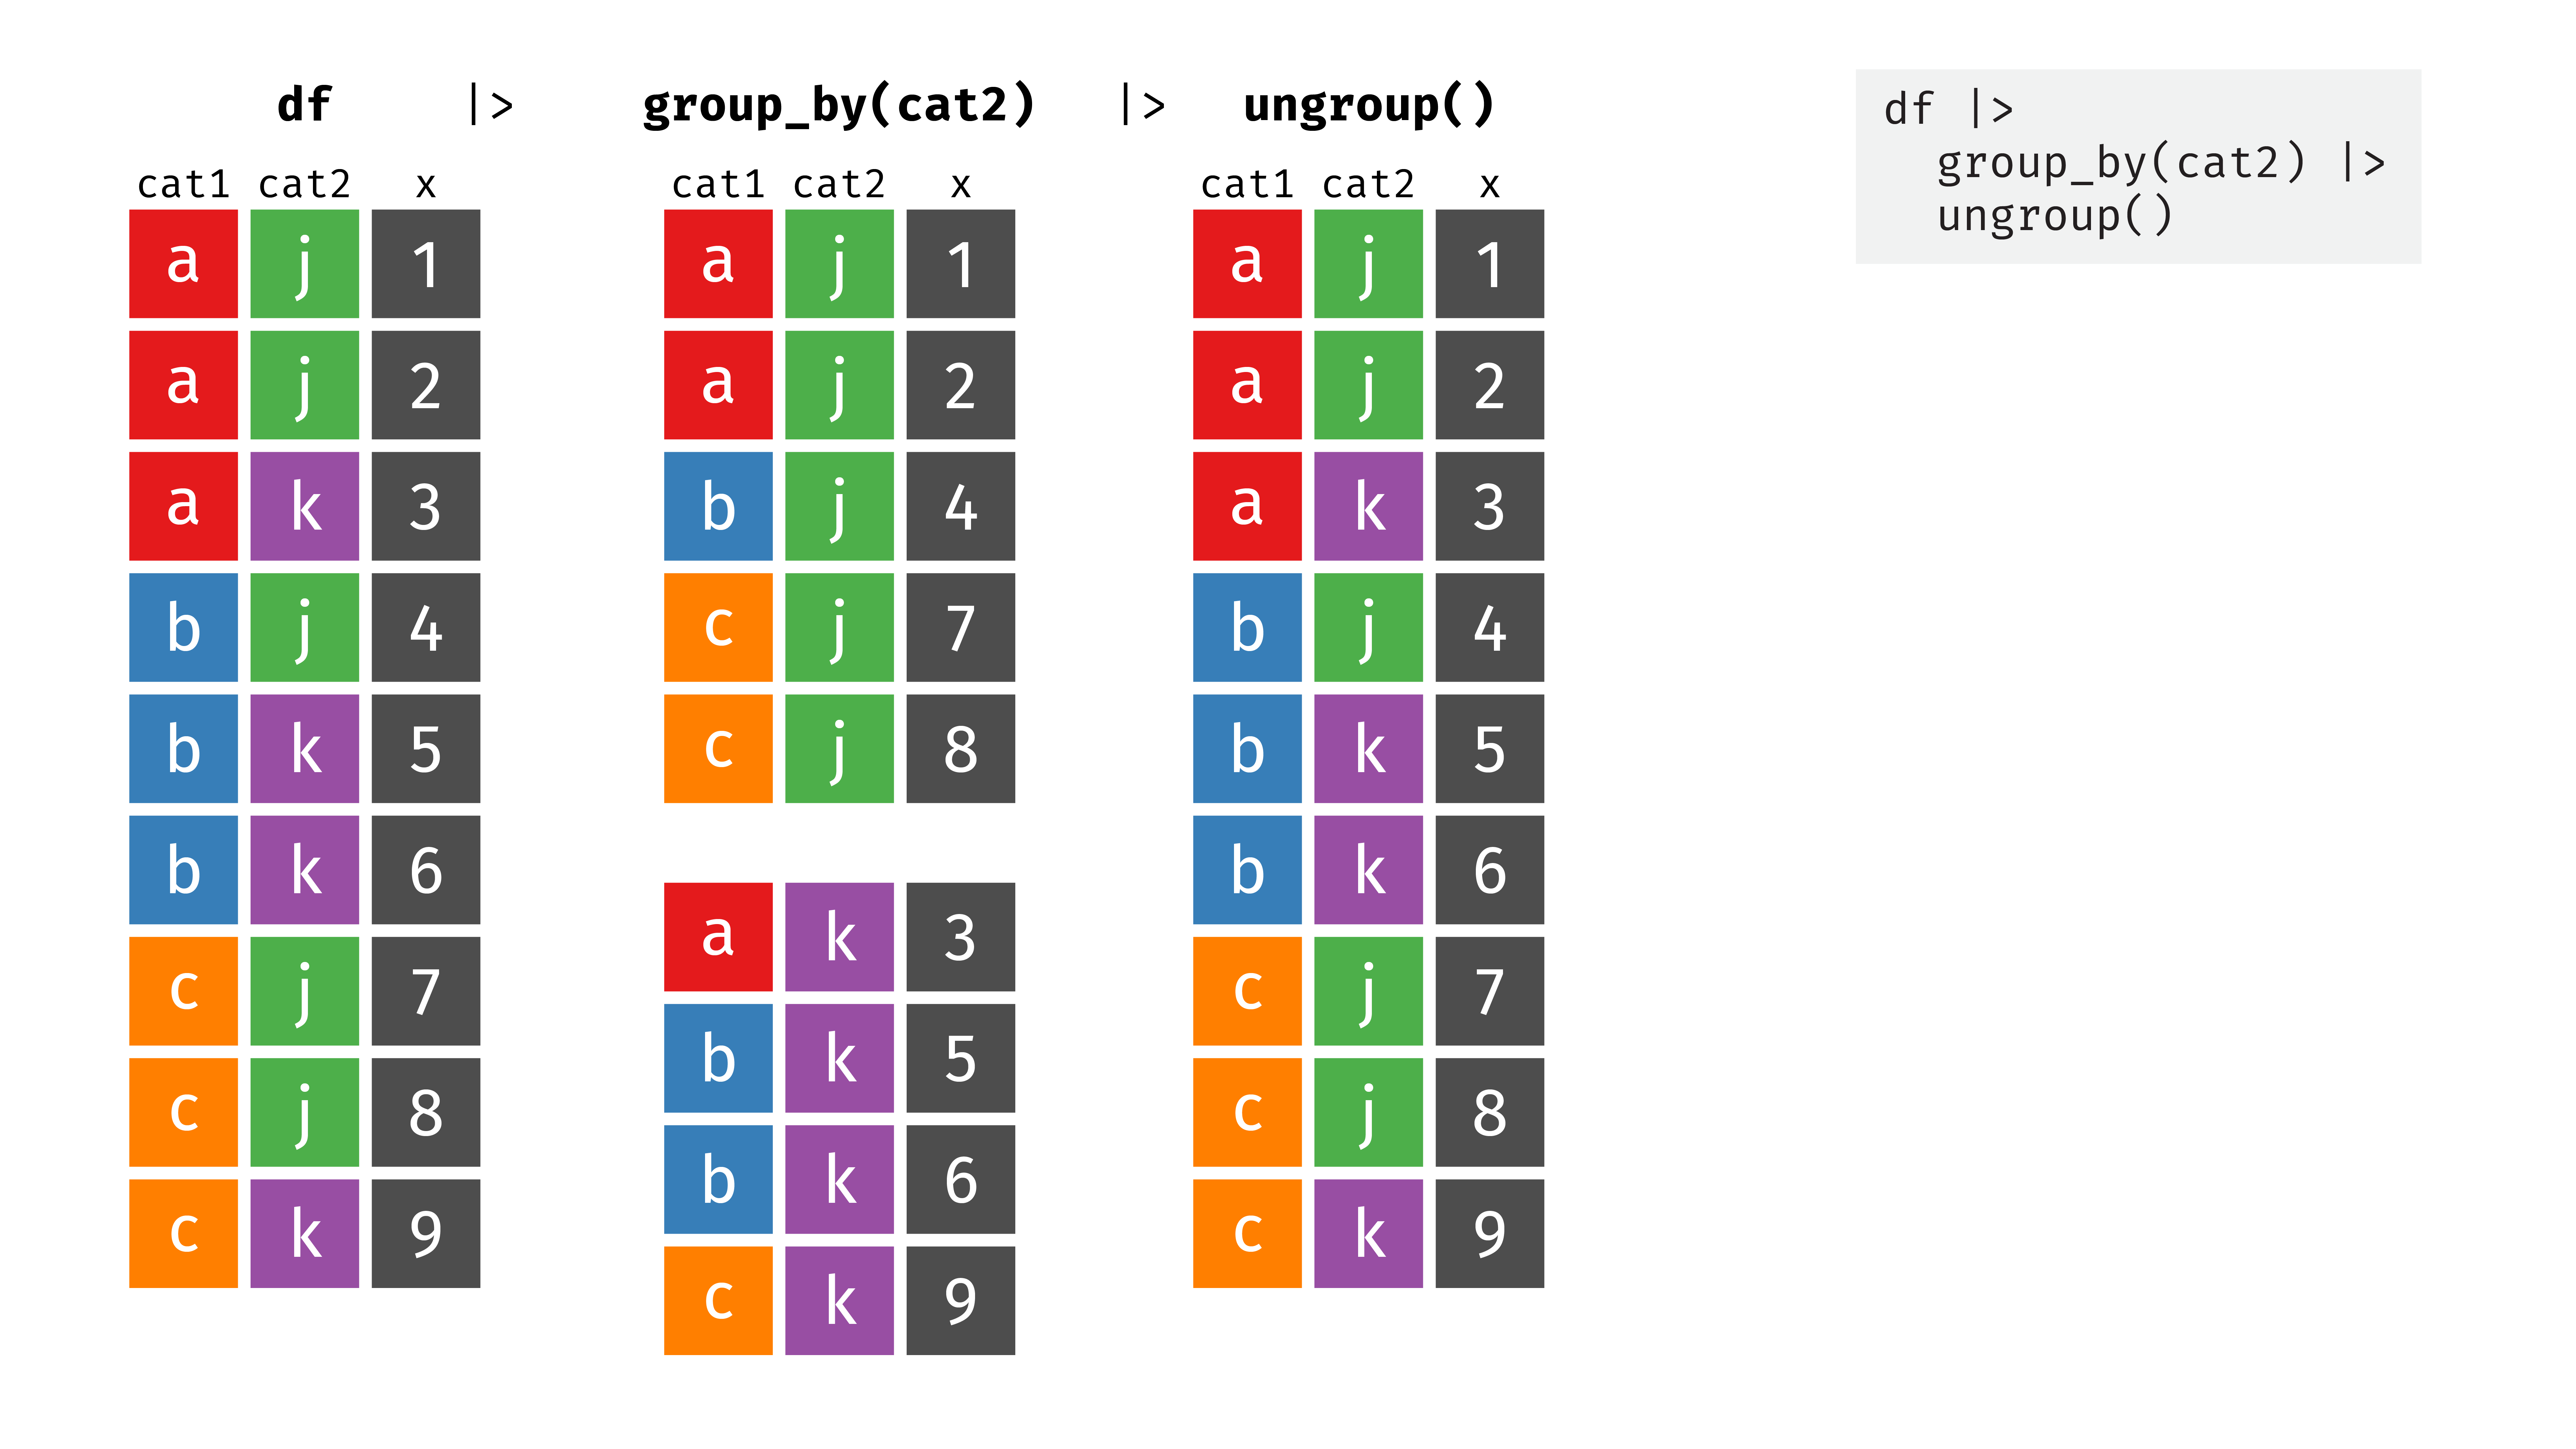 df |> group_by(cat2) |> ungroup()
cat1 cat2 x
a j 1
a j 2
a k 3
b j 4
b k 5
b k 6
c j 7
c j 8
c k 9
cat1 cat2 x
a j 1
a j 2
b j 4
c j 7
c j 8
a k 3
b k 5
b k 6
c k 9
cat1 cat2 x
a j 1
a j 2
a k 3
b j 4
b k 5
b k 6
c j 7
c j 8
c k 9
df |>
group_by(cat2) |>
ungroup()